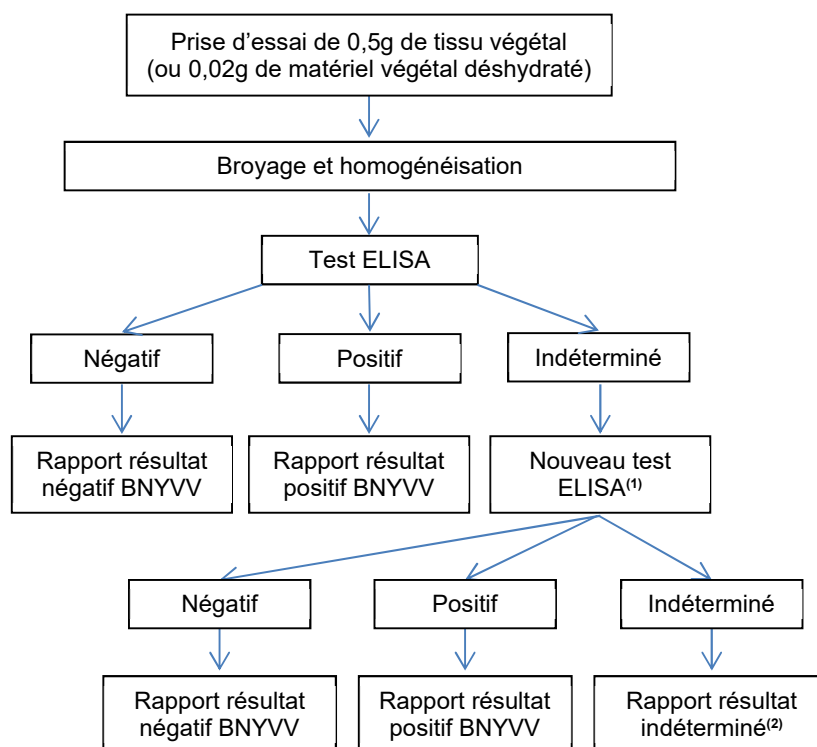 Prise d’essai de 0,5g de tissu végétal
(ou 0,02g de matériel végétal déshydraté)
Broyage et homogénéisation
Test ELISA
Négatif
Positif
Indéterminé
Rapport résultat
négatif BNYVV
Rapport résultat
positif BNYVV
Nouveau test
ELISA⁽¹⁾
Négatif
Positif
Indéterminé
Rapport résultat
négatif BNYVV
Rapport résultat
positif BNYVV
Rapport résultat
indéterminé⁽²⁾